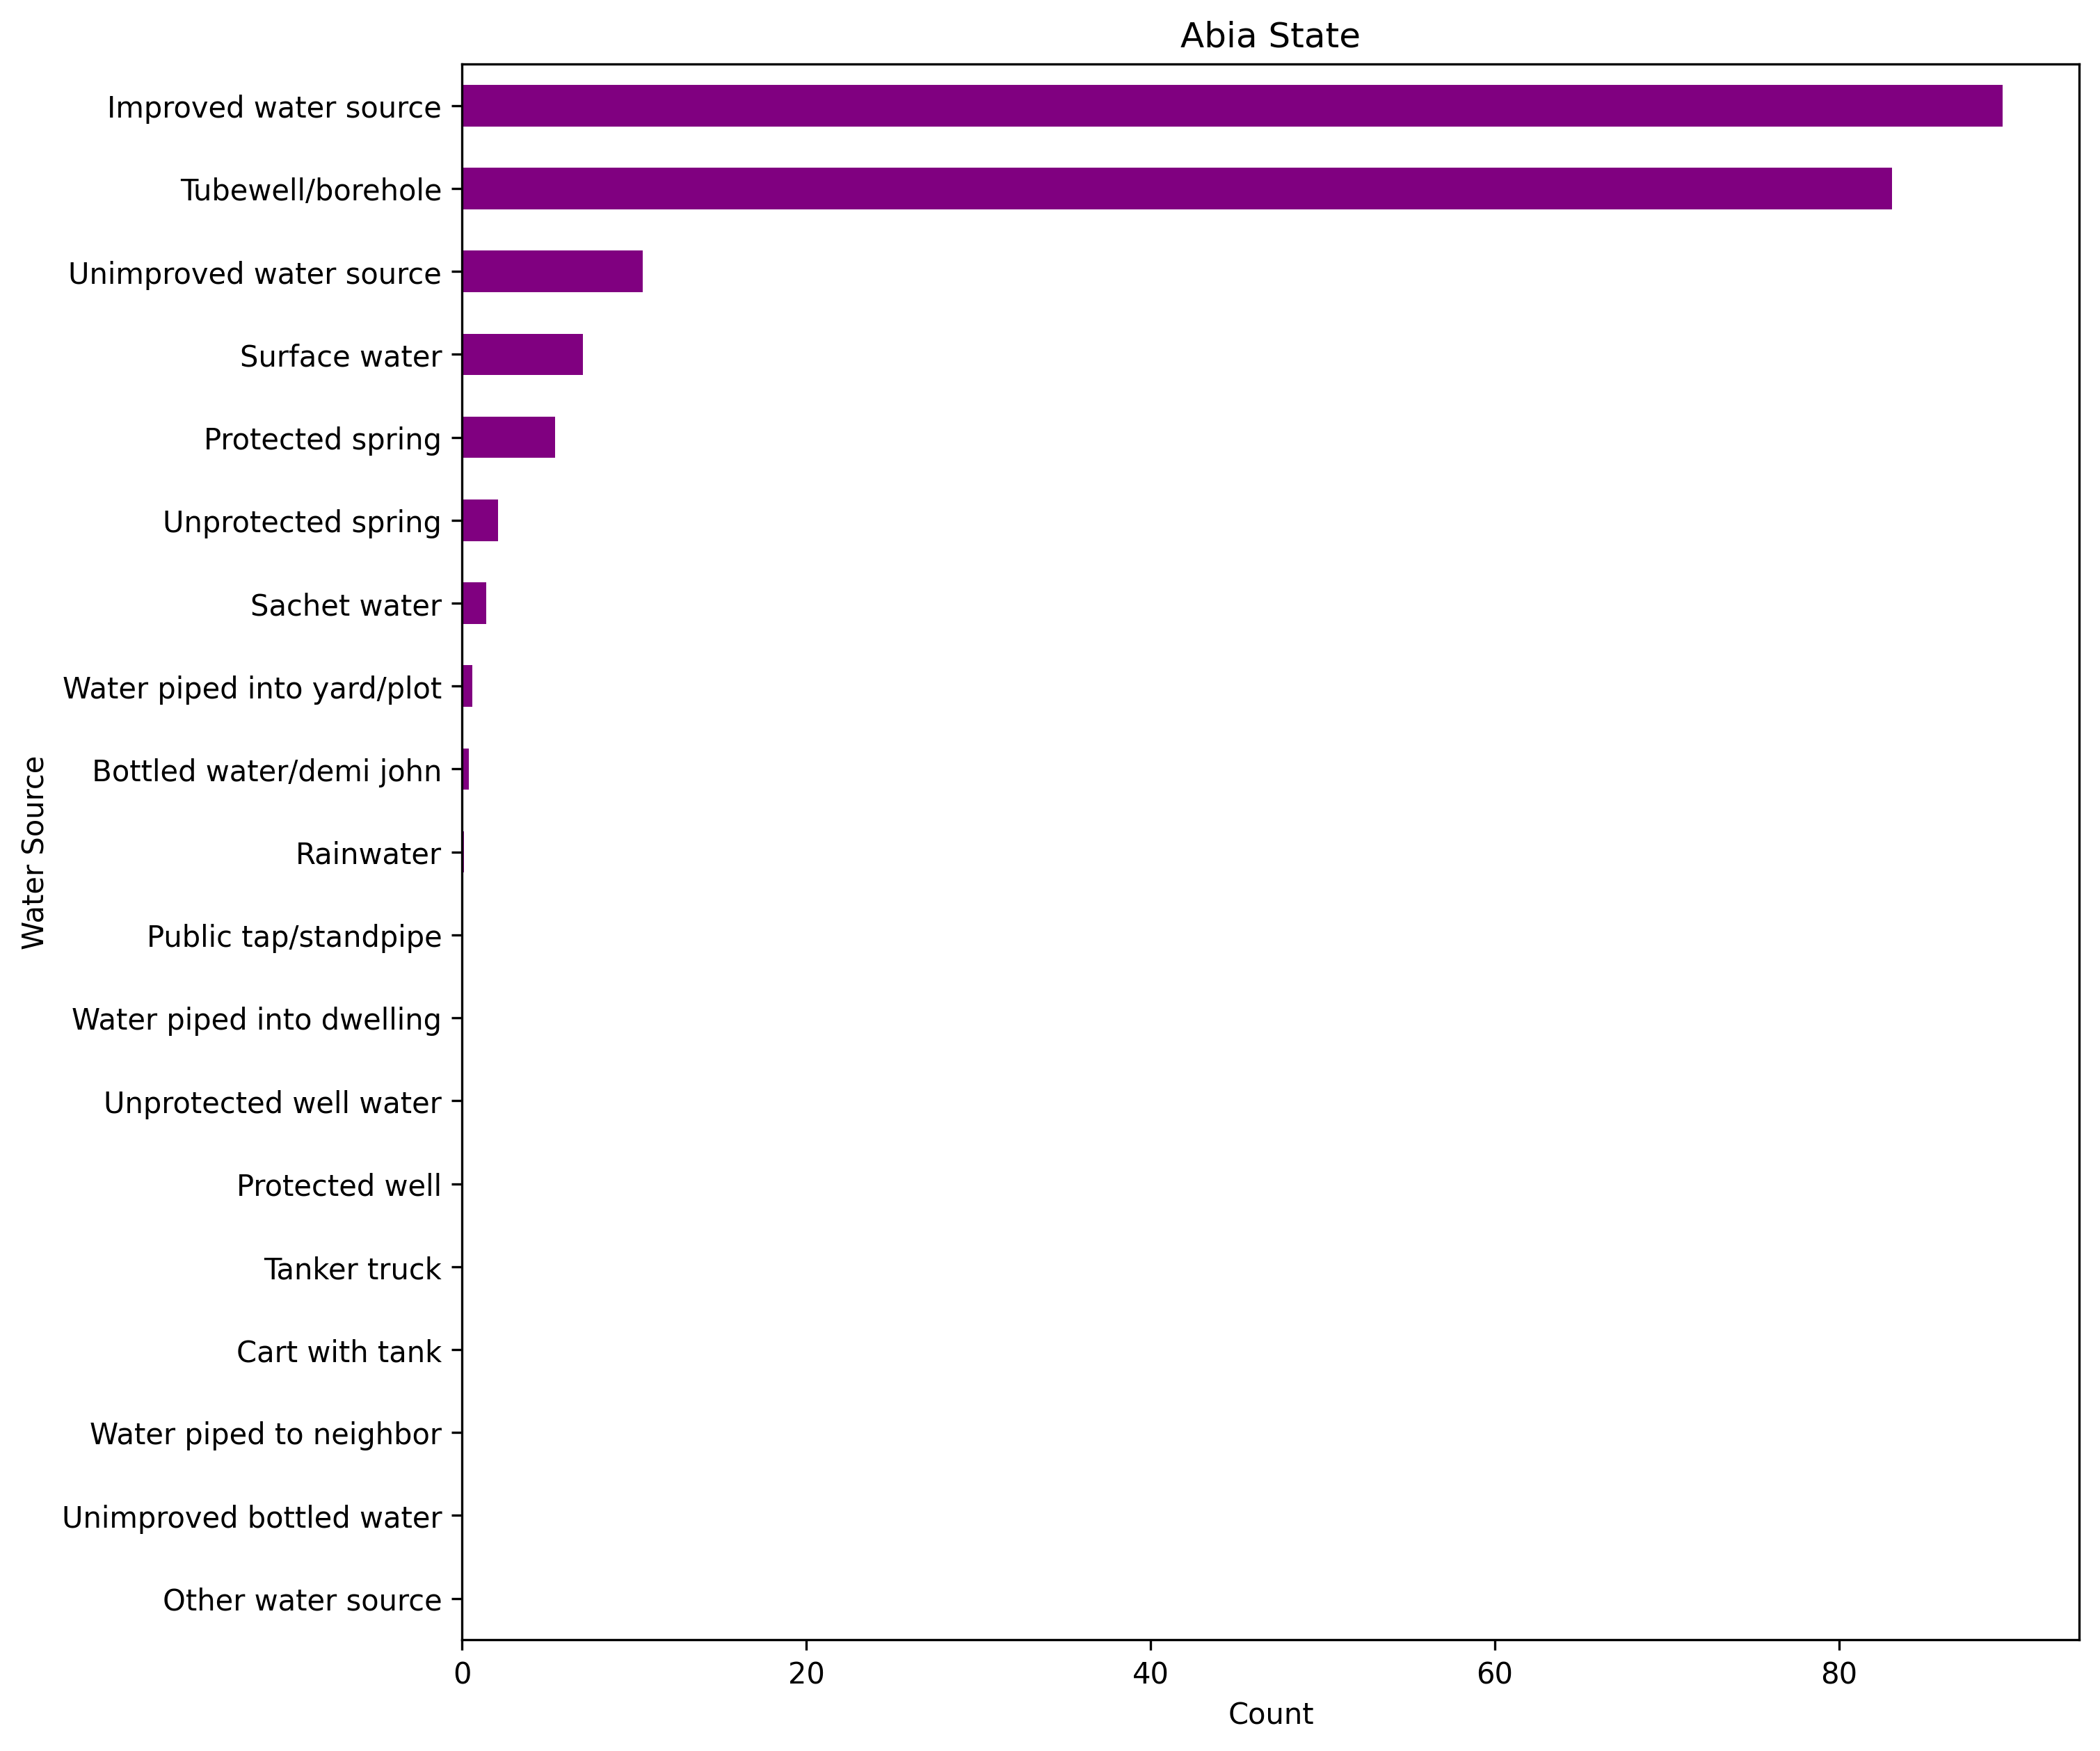 Abia State
Improved water source
Tubewell/borehole
Unimproved water source
Surface water
Protected spring
Unprotected spring
Sachet water
Water piped into yard/plot
Bottled water/demi john
Rainwater
Public tap/standpipe
Water piped into dwelling
Unprotected well water
Protected well
Tanker truck
Cart with tank
Water piped to neighbor
Unimproved bottled water
Other water source
Water Source
0 20 40 60 80
Count